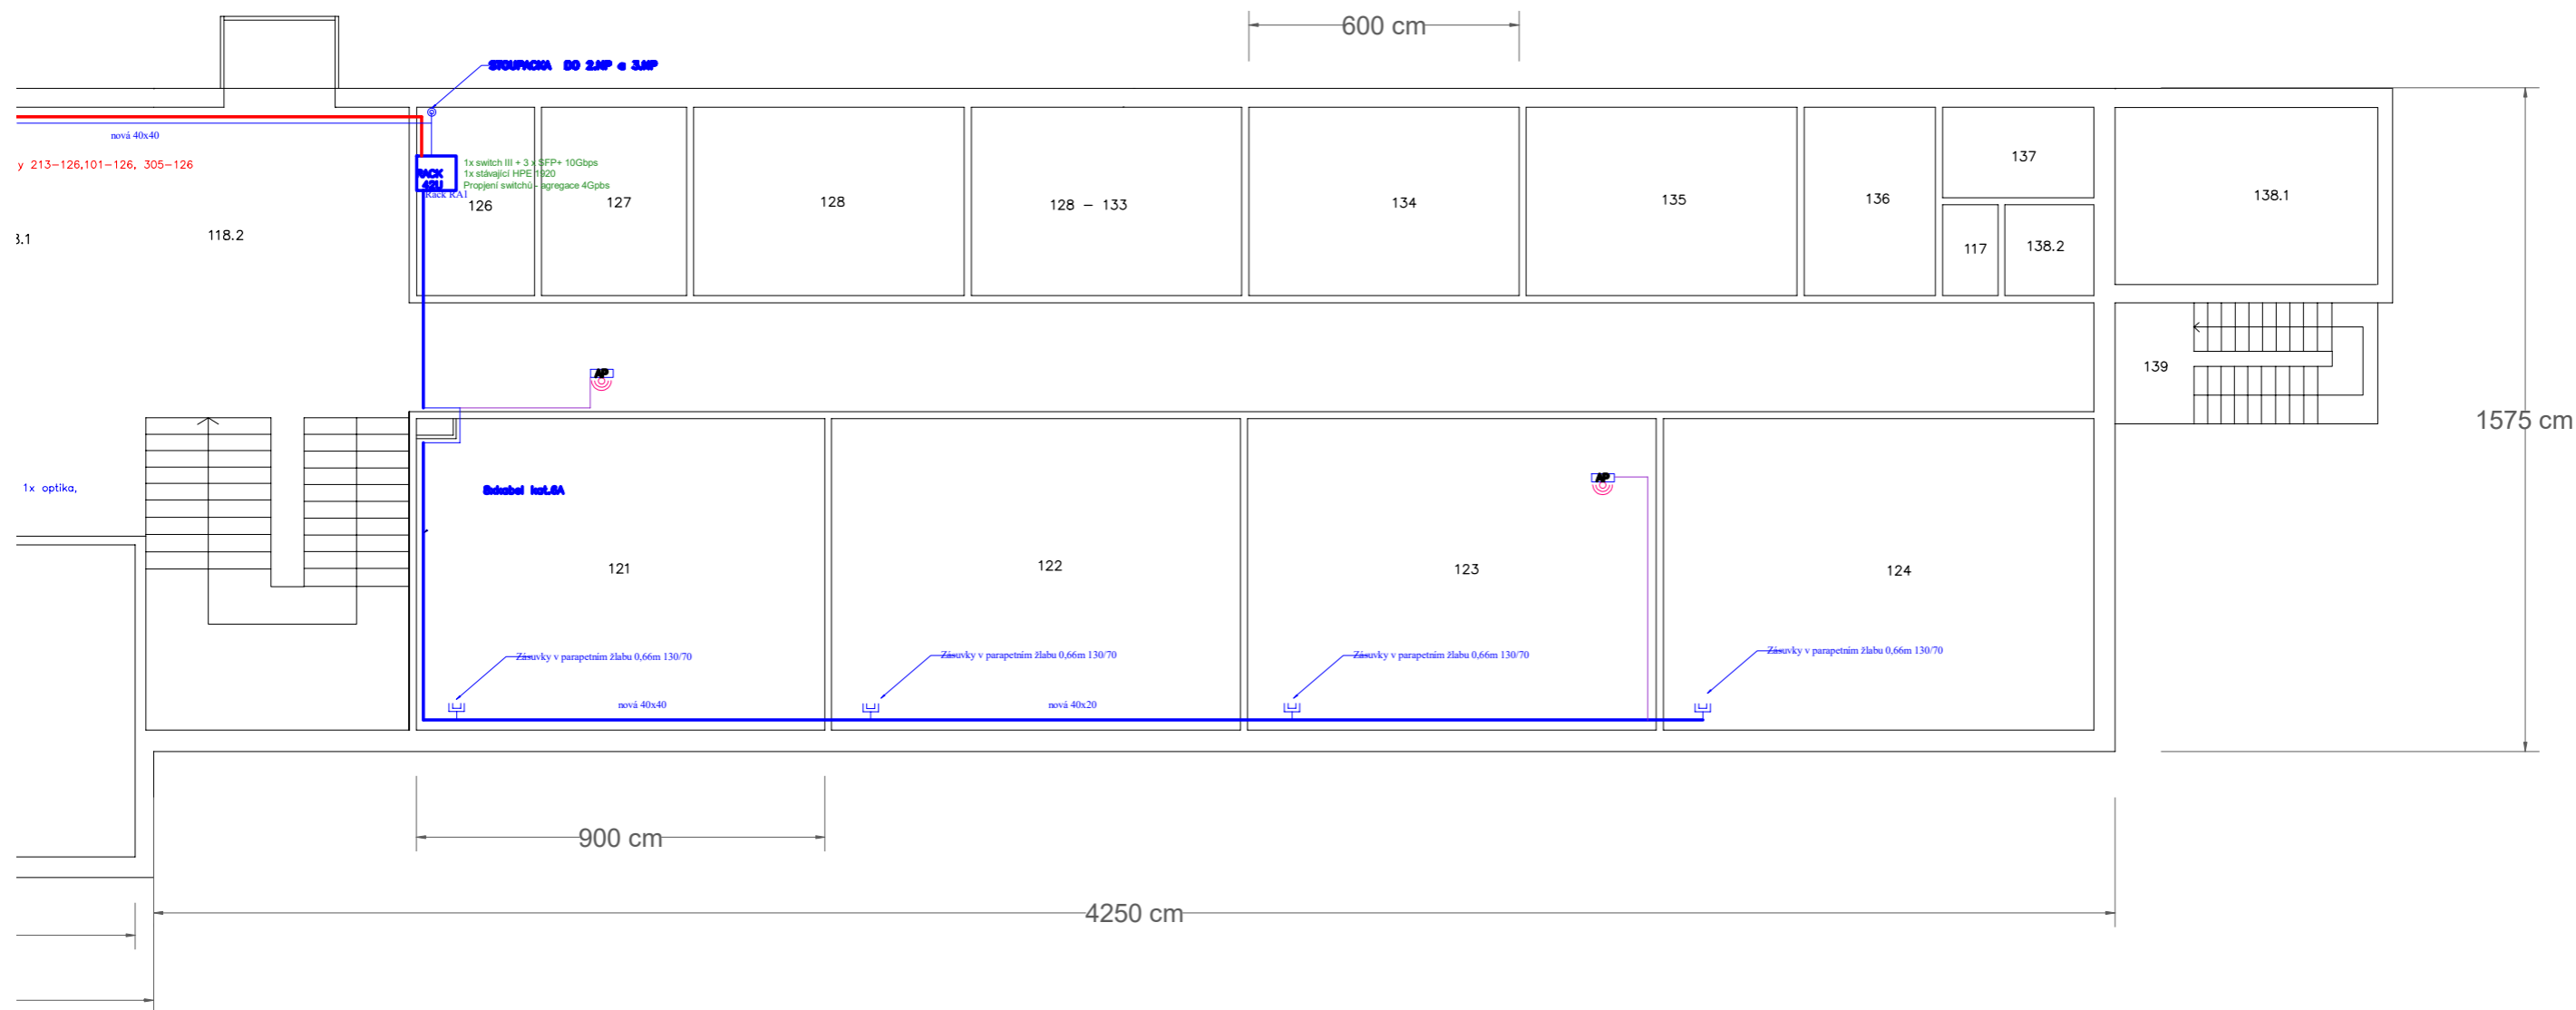 600 cm
STOUPACKA DO 2.NP a 3.NP
nová 40x40
y 213-126,101-126, 305-126
1x switch III + 3 x SFP+ 10Gbps
1x stávající HPE 1920
Propjení switchů - agregace 4Gpbs
RACK
42U
Rack RA1
126
127
128
128 - 133
134
135
136
137
117
138.2
138.1
118.2
139
AP
1575 cm
1x optika,
8xkabel kat.6A
AP
121
122
123
124
Zásuvky v parapetním žlabu 0,66m 130/70
Zásuvky v parapetním žlabu 0,66m 130/70
Zásuvky v parapetním žlabu 0,66m 130/70
Zásuvky v parapetním žlabu 0,66m 130/70
nová 40x40
nová 40x20
900 cm
4250 cm